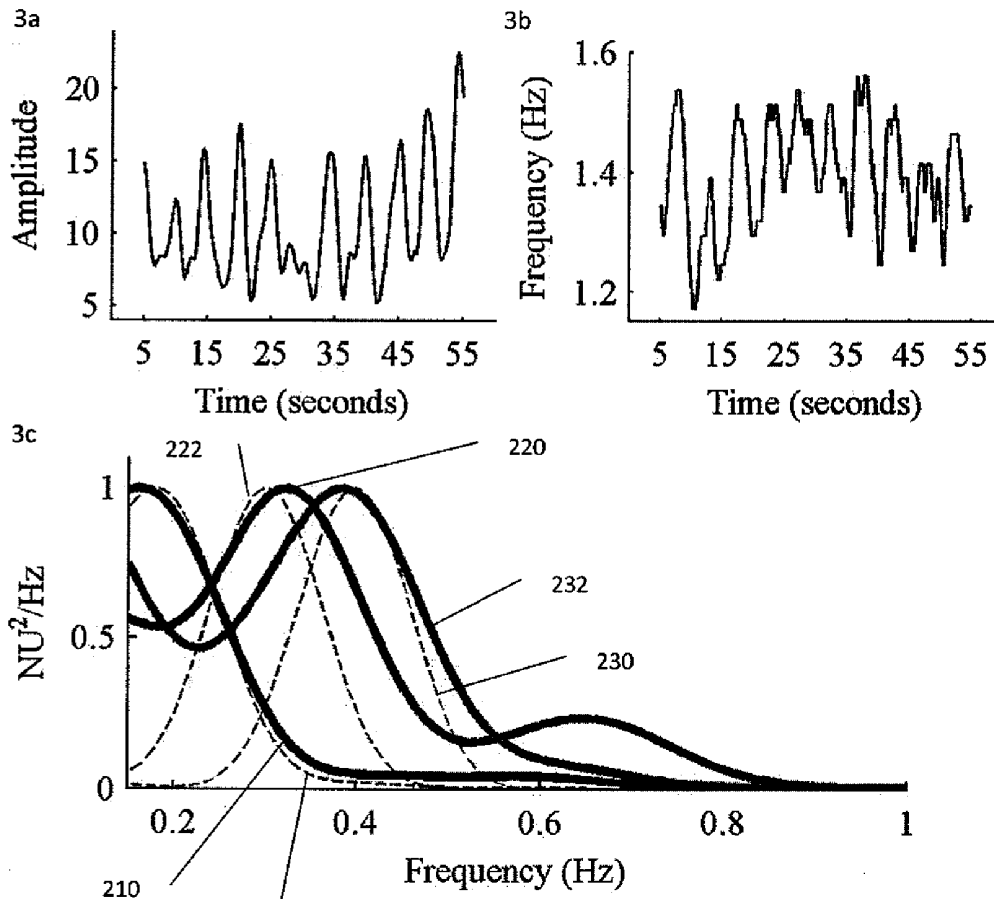 3a
Amplitude
20
15
10
5
5 15 25 35 45 55
Time (seconds)
3b
Frequency (Hz)
1.6
1.4
1.2
5 15 25 35 45 55
Time (seconds)
3c
222
220
NU²/Hz
1
0.5
0
232
230
0.2 0.4 0.6 0.8 1
Frequency (Hz)
210